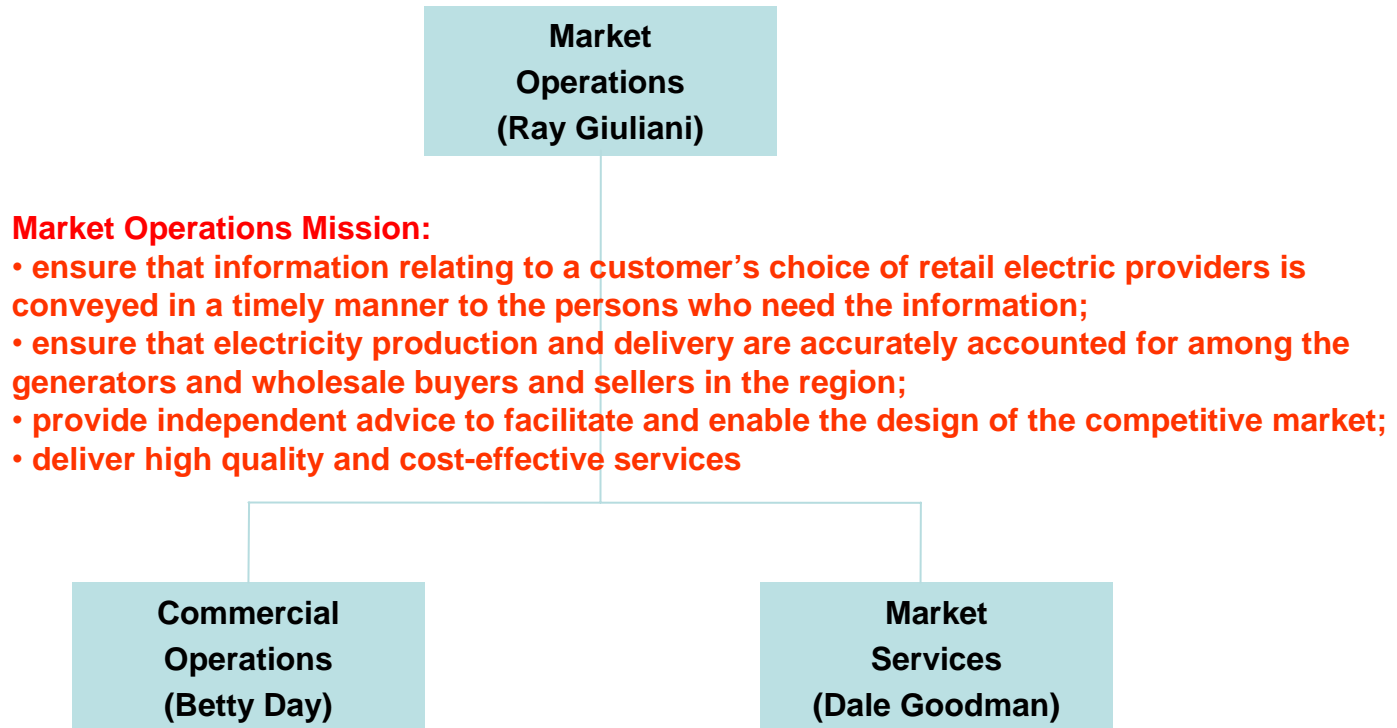 Market
Operations
(Ray Giuliani)
Market Operations Mission:
• ensure that information relating to a customer’s choice of retail electric providers is
conveyed in a timely manner to the persons who need the information;
• ensure that electricity production and delivery are accurately accounted for among the
generators and wholesale buyers and sellers in the region;
• provide independent advice to facilitate and enable the design of the competitive market;
• deliver high quality and cost-effective services
Commercial
Operations
(Betty Day)
Market
Services
(Dale Goodman)